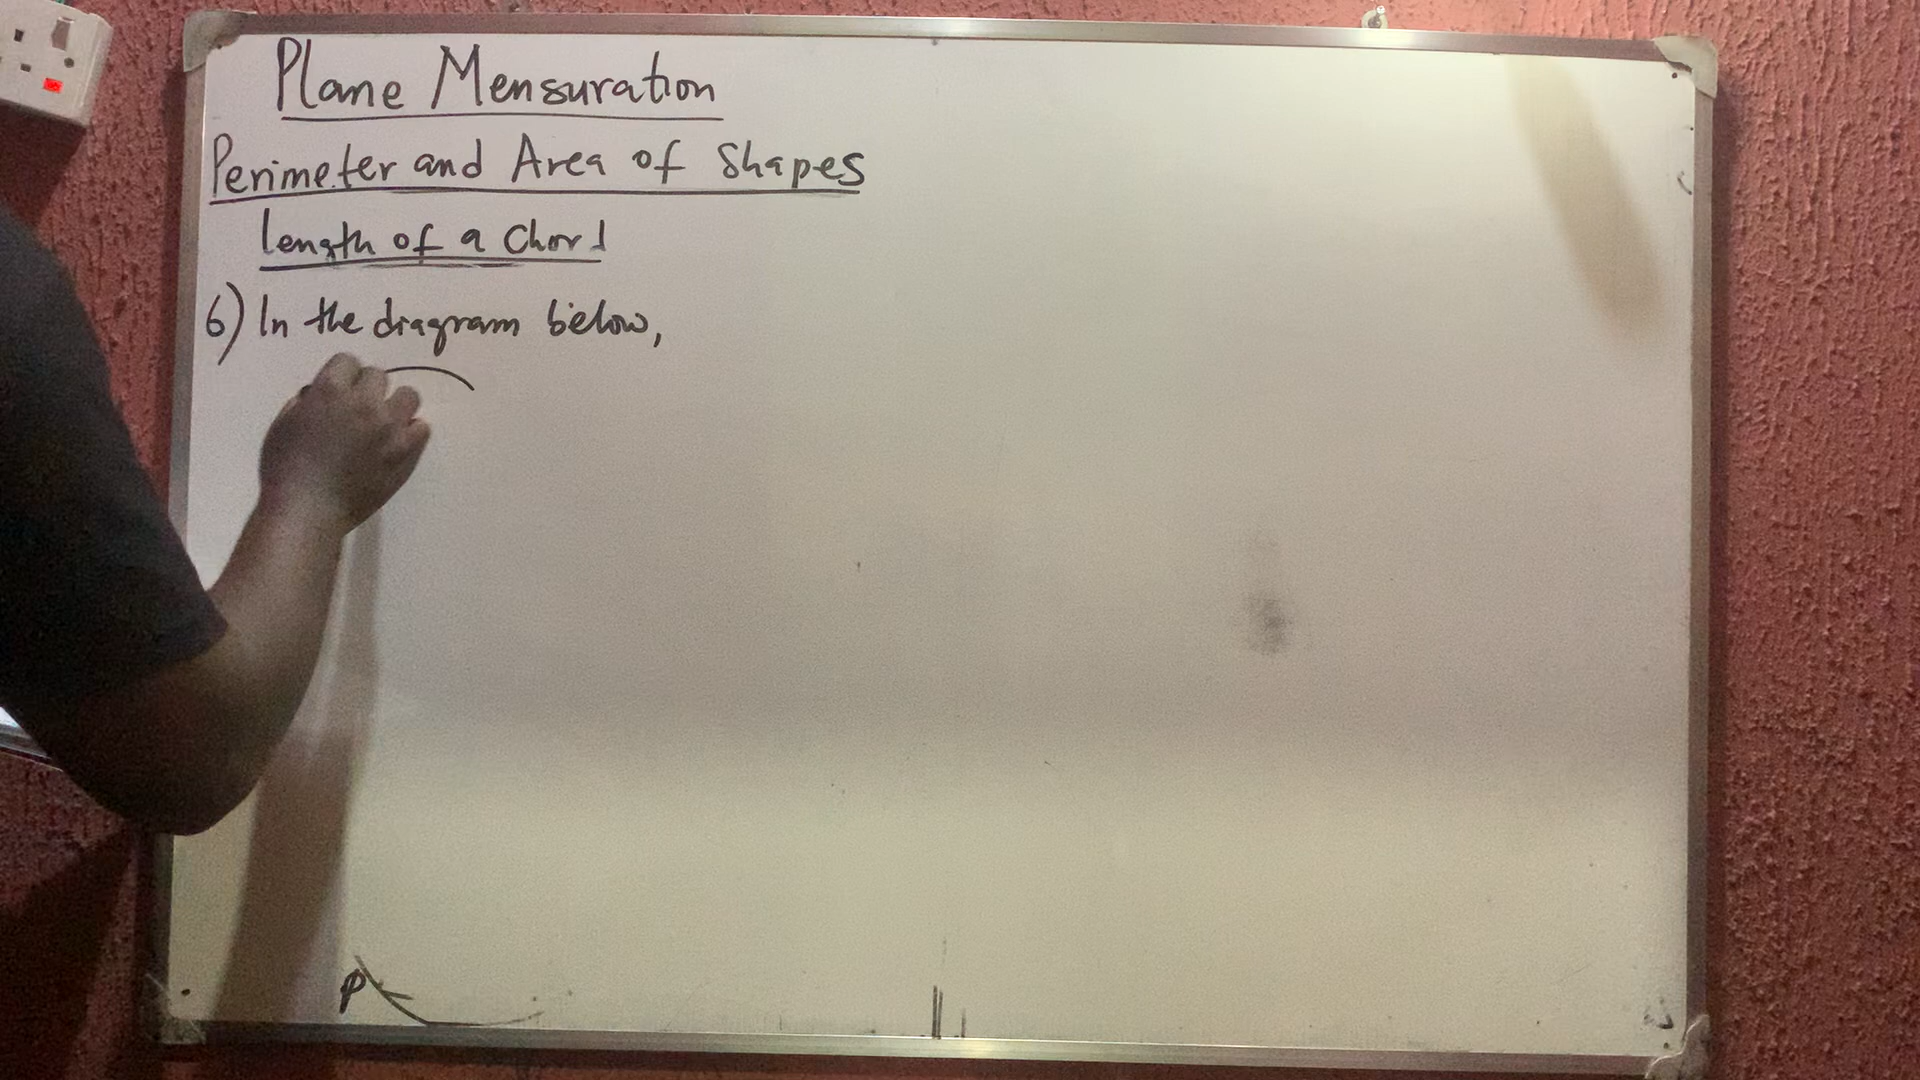 Plane Mensuration
Perimeter and Area of Shapes
Length of a Chord
6) In the diagram below,
P